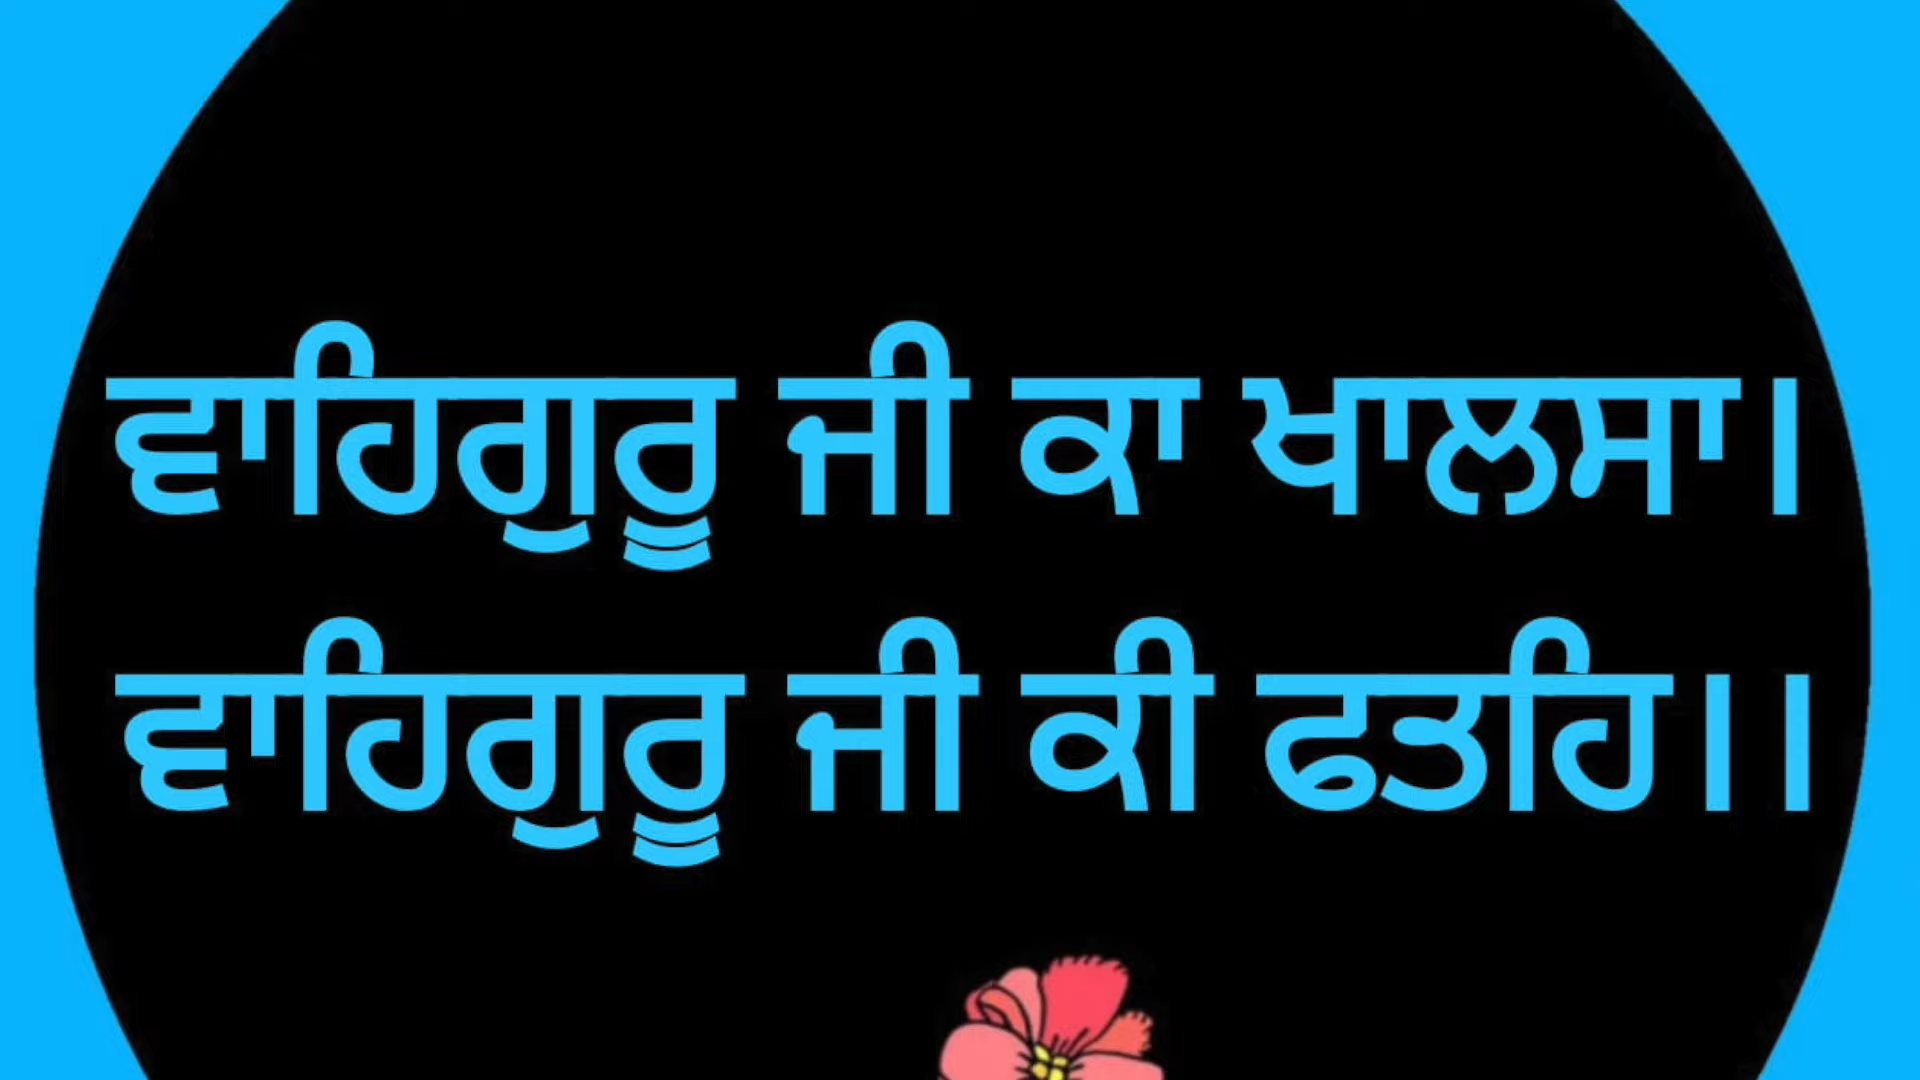 ਵਾਹਿਗੁਰੂ ਜੀ ਕਾ ਖਾਲਸਾ।
ਵਾਹਿਗੁਰੂ ਜੀ ਕੀ ਫਤਹਿ।।